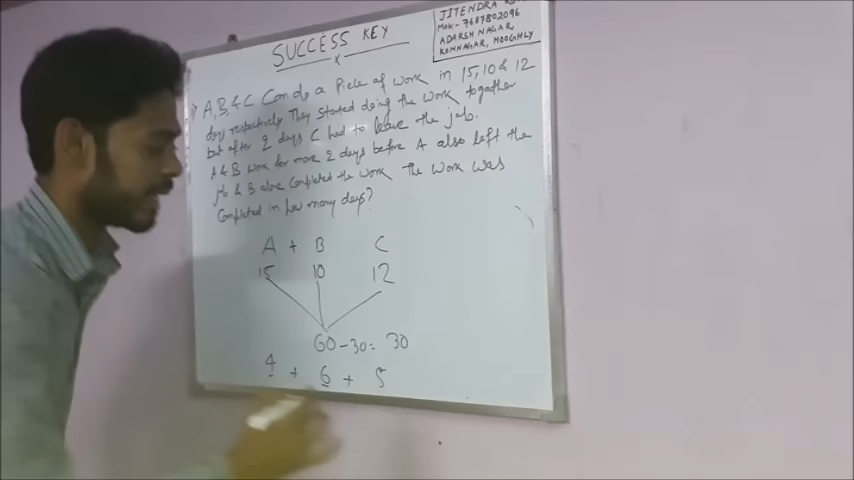 SUCCESS KEY
x
JITENDRA
Mob:- 7687802096
ADARSH NAGAR,
KONNAGAR, HOOGHLY
A, B, & C Can do a Piece of work in 15, 10 & 12
days respectively They started doing the work together
but after 2 days C had to leave the job.
A & B work for more 2 days before A also left the
job & B alone completed the work The work was
Completed in how many days?
A + B C
15 10 12
60 - 30 = 30
4 + 6 + 5